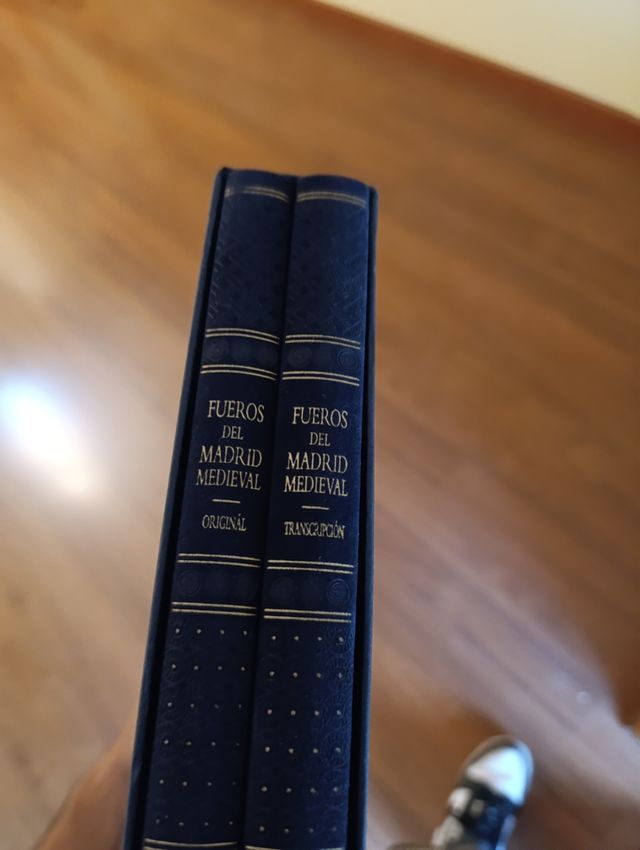 FUEROS
DEL
MADRID
MEDIEVAL
ORIGINÁL
FUEROS
DEL
MADRID
MEDIEVAL
TRANSCRIPCIÓN